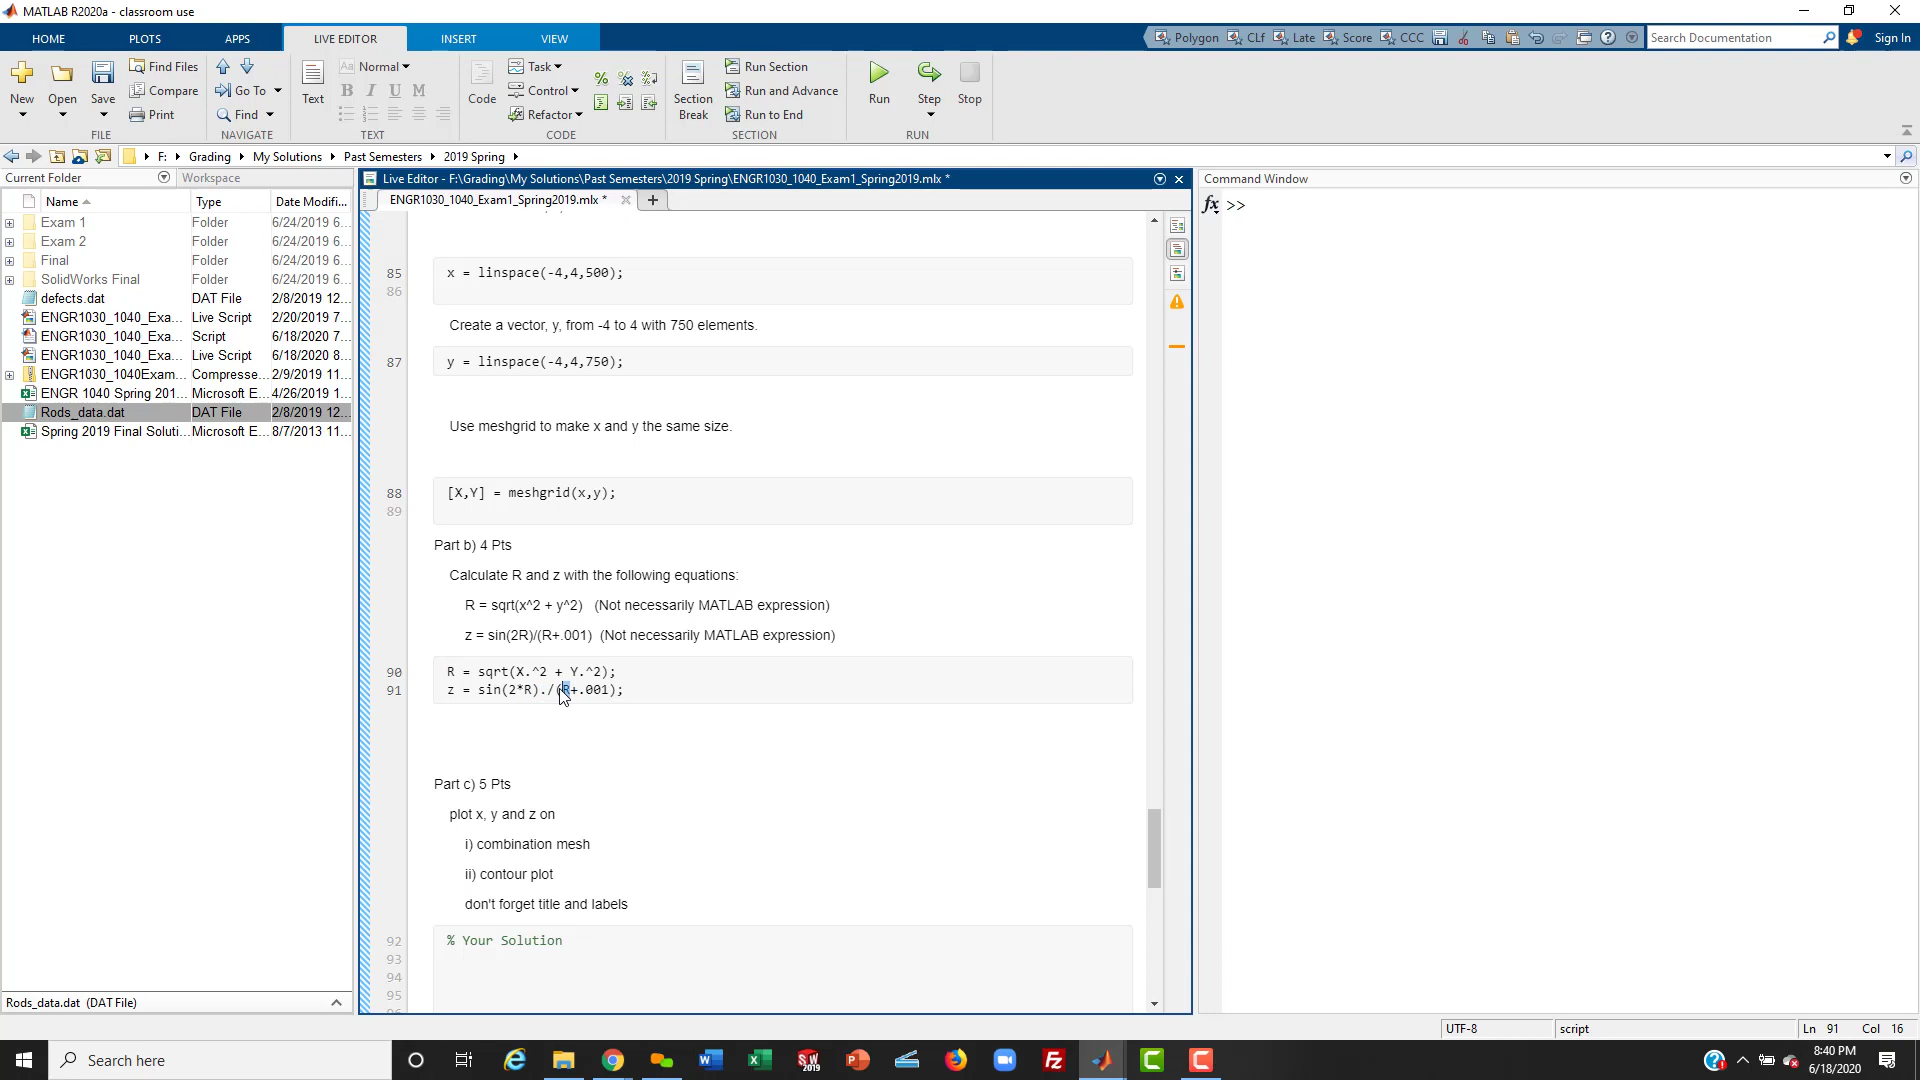 MATLAB R2020a - classroom use
HOME PLOTS APPS LIVE EDITOR INSERT VIEW
Polygon CLf Late Score CCC Search Documentation Sign In
New Open Save Find Files Compare Print
FILE
Go To Find
NAVIGATE
Text Normal B I U M
TEXT
Code Task Control Refactor
CODE
Section Break Run Section Run and Advance Run to End
SECTION
Run Step Stop
RUN
F: Grading My Solutions Past Semesters 2019 Spring
Current Folder Workspace
Name Type Date Modifi...
Exam 1 Folder 6/24/2019 6...
Exam 2 Folder 6/24/2019 6...
Final Folder 6/24/2019 6...
SolidWorks Final Folder 6/24/2019 6...
defects.dat DAT File 2/8/2019 12...
ENGR1030_1040_Exa... Live Script 2/20/2019 7...
ENGR1030_1040_Exa... Script 6/18/2020 7...
ENGR1030_1040_Exa... Live Script 6/18/2020 8...
ENGR1030_1040Exam... Compresse... 2/9/2019 11...
ENGR 1040 Spring 201... Microsoft E... 4/26/2019 1...
Rods_data.dat DAT File 2/8/2019 12...
Spring 2019 Final Soluti... Microsoft E... 8/7/2013 11...
Rods_data.dat (DAT File)
Live Editor - F:\Grading\My Solutions\Past Semesters\2019 Spring\ENGR1030_1040_Exam1_Spring2019.mlx *
ENGR1030_1040_Exam1_Spring2019.mlx *
85 x = linspace(-4,4,500);
86
Create a vector, y, from -4 to 4 with 750 elements.
87 y = linspace(-4,4,750);
Use meshgrid to make x and y the same size.
88 [X,Y] = meshgrid(x,y);
89
Part b) 4 Pts
Calculate R and z with the following equations:
R = sqrt(x^2 + y^2) (Not necessarily MATLAB expression)
z = sin(2R)/(R+.001) (Not necessarily MATLAB expression)
90 R = sqrt(X.^2 + Y.^2);
91 z = sin(2*R)./(R+.001);
Part c) 5 Pts
plot x, y and z on
i) combination mesh
ii) contour plot
don't forget title and labels
92 % Your Solution
93
94
95
Command Window
fx >>
UTF-8 script Ln 91 Col 16
Search here
8:40 PM
6/18/2020